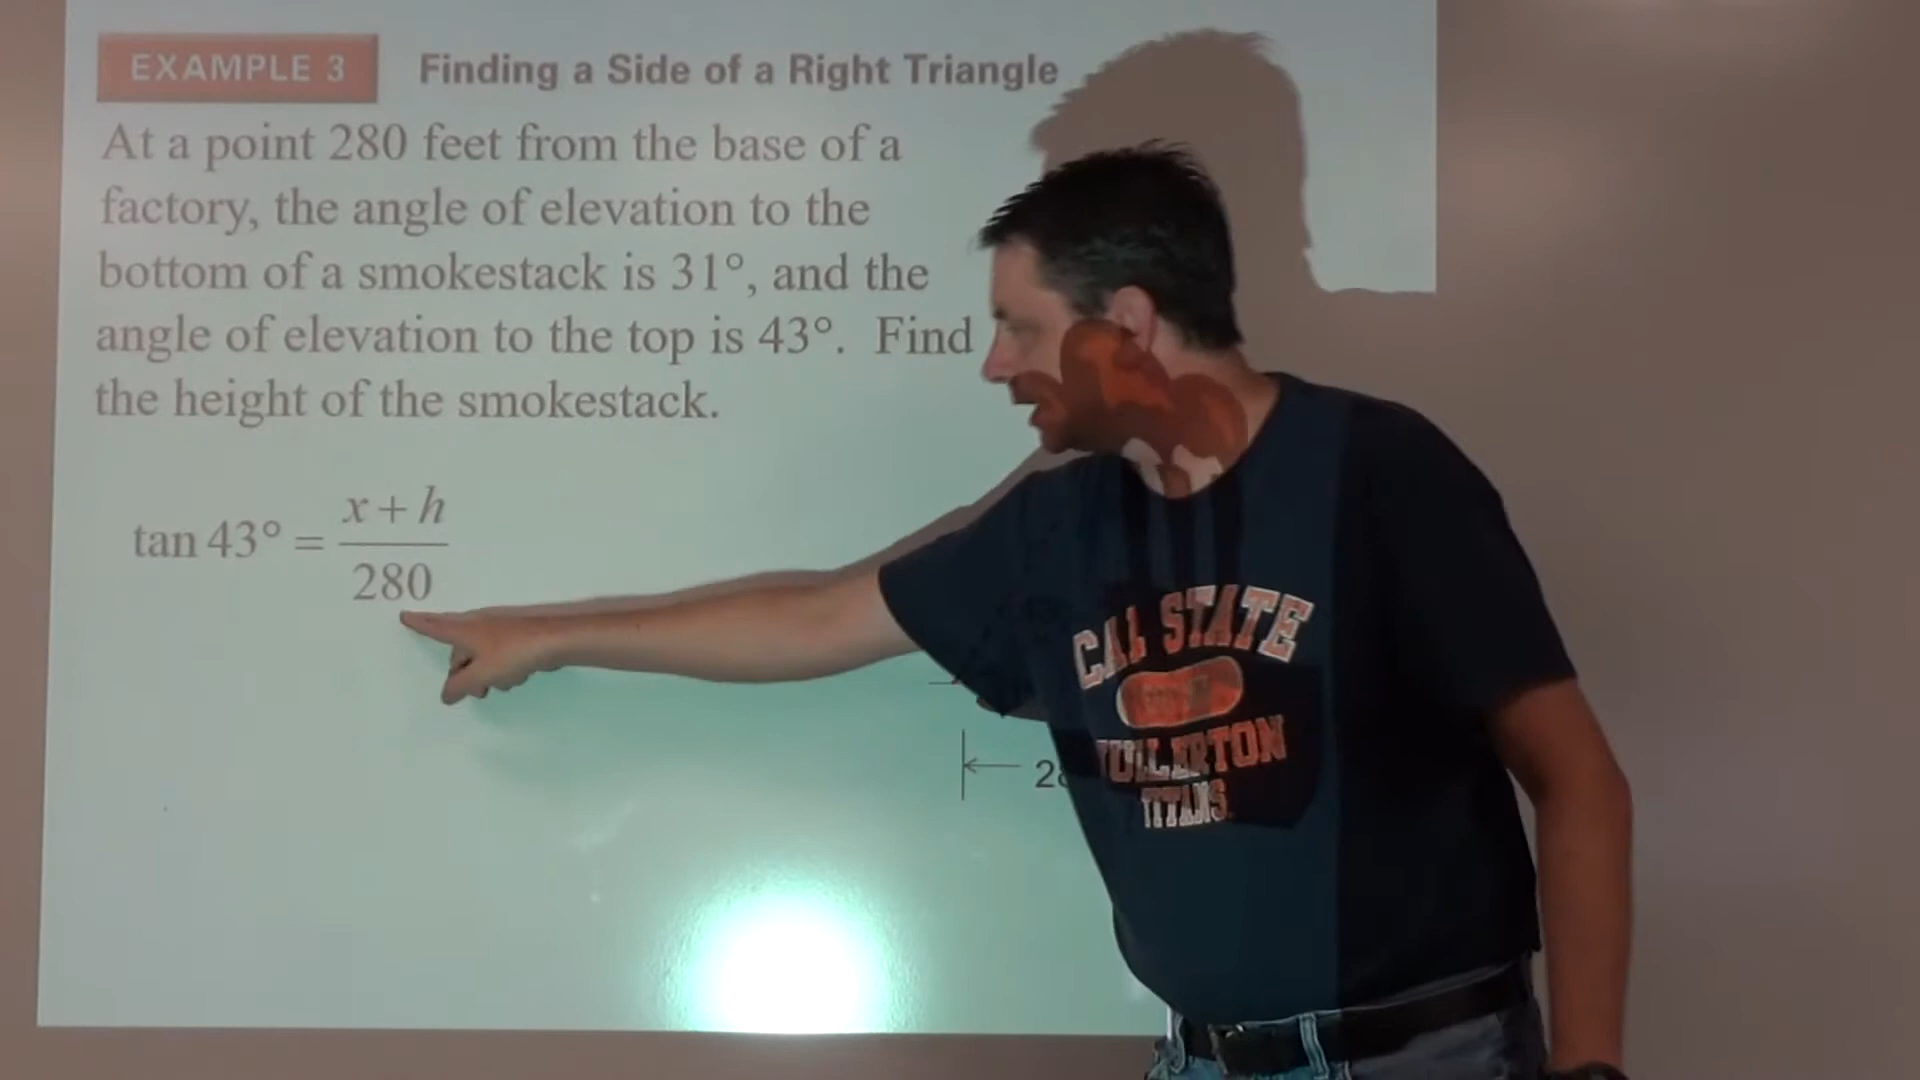 EXAMPLE 3 Finding a Side of a Right Triangle
At a point 280 feet from the base of a
factory, the angle of elevation to the
bottom of a smokestack is 31°, and the
angle of elevation to the top is 43°. Find
the height of the smokestack.
tan 43° = x + h / 280
CAL STATE
FULLERTON
TITANS